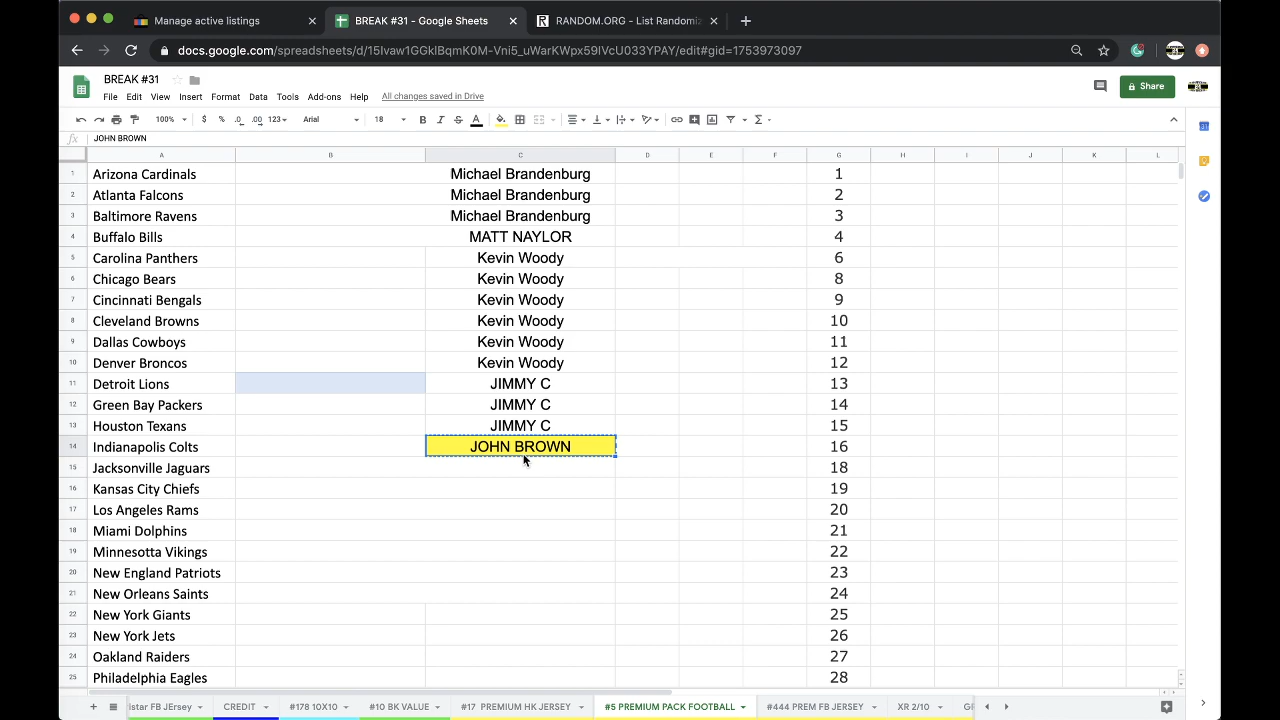 Manage active listings
BREAK #31 - Google Sheets
RANDOM.ORG - List Randomiz
docs.google.com/spreadsheets/d/15Ivaw1GGklBqmK0M-Vni5_uWarKWpx59IVcU033YPAY/edit#gid=1753973097
BREAK #31
File Edit View Insert Format Data Tools Add-ons Help All changes saved in Drive
Share
100% $ % .0 .00 123 Arial 18 B I S A
fx JOHN BROWN
A B C D E F G H I J K L
1 Arizona Cardinals Michael Brandenburg 1
2 Atlanta Falcons Michael Brandenburg 2
3 Baltimore Ravens Michael Brandenburg 3
4 Buffalo Bills MATT NAYLOR 4
5 Carolina Panthers Kevin Woody 6
6 Chicago Bears Kevin Woody 8
7 Cincinnati Bengals Kevin Woody 9
8 Cleveland Browns Kevin Woody 10
9 Dallas Cowboys Kevin Woody 11
10 Denver Broncos Kevin Woody 12
11 Detroit Lions JIMMY C 13
12 Green Bay Packers JIMMY C 14
13 Houston Texans JIMMY C 15
14 Indianapolis Colts JOHN BROWN 16
15 Jacksonville Jaguars 18
16 Kansas City Chiefs 19
17 Los Angeles Rams 20
18 Miami Dolphins 21
19 Minnesotta Vikings 22
20 New England Patriots 23
21 New Orleans Saints 24
22 New York Giants 25
23 New York Jets 26
24 Oakland Raiders 27
25 Philadelphia Eagles 28
istar FB JErsey CREDIT #178 10X10 #10 BK VALUE #17 PREMIUM HK JERSEY #5 PREMIUM PACK FOOTBALL #444 PREM FB JERSEY XR 2/10